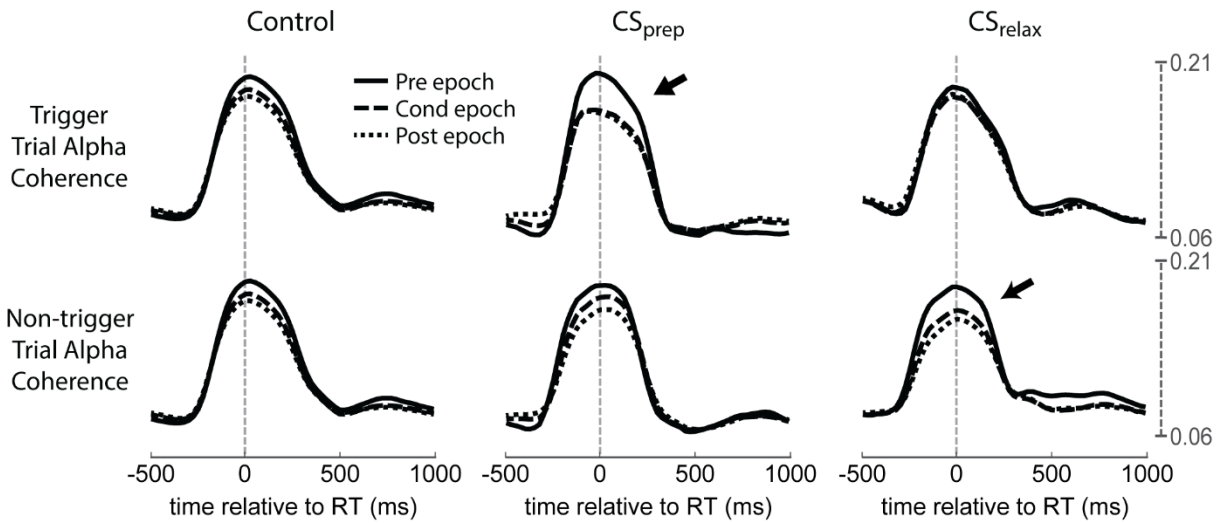 Control
CSprep
CSrelax
Pre epoch
Cond epoch
Post epoch
Trigger
Trial Alpha
Coherence
0.21
0.06
Non-trigger
Trial Alpha
Coherence
0.21
0.06
-500 0 500 1000
-500 0 500 1000
-500 0 500 1000
time relative to RT (ms)
time relative to RT (ms)
time relative to RT (ms)